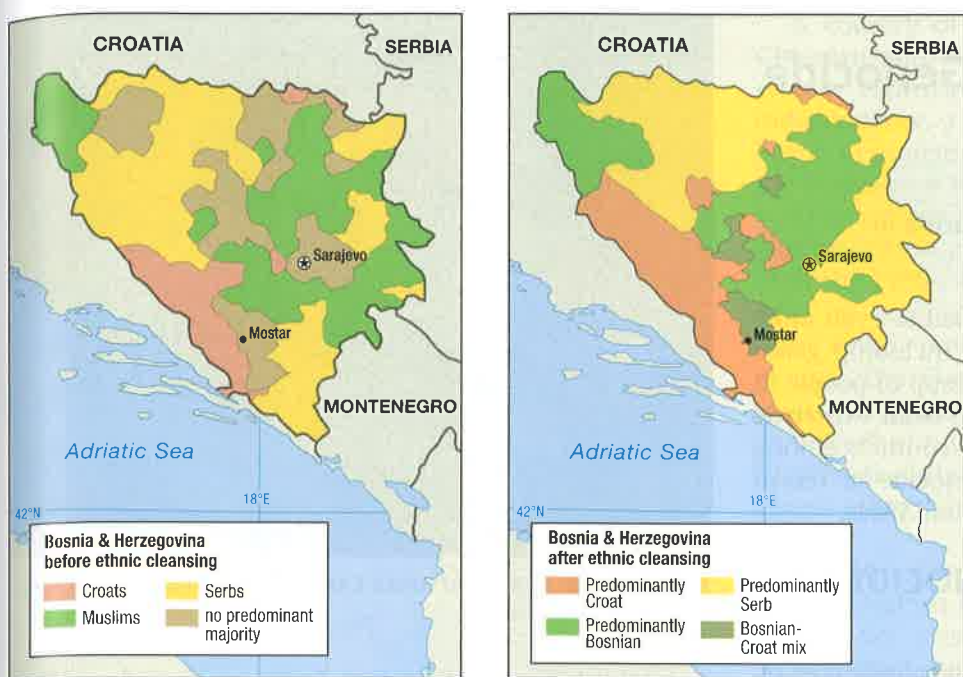 CROATIA
SERBIA
Sarajevo
Mostar
MONTENEGRO
Adriatic Sea
18°E
42°N
Bosnia & Herzegovina
before ethnic cleansing
Croats
Serbs
Muslims
no predominant
majority
CROATIA
SERBIA
Sarajevo
Mostar
MONTENEGRO
Adriatic Sea
18°E
42°N
Bosnia & Herzegovina
after ethnic cleansing
Predominantly
Croat
Predominantly
Serb
Predominantly
Bosnian
Bosnian-
Croat mix